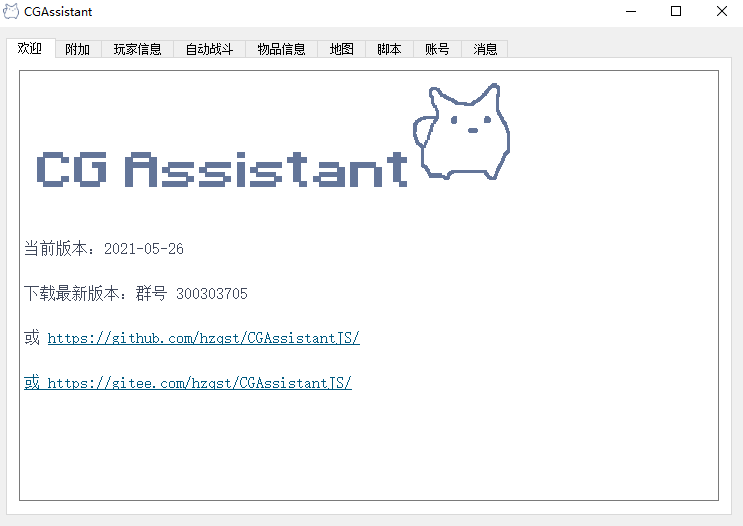 CGAssistant
欢迎 附加 玩家信息 自动战斗 物品信息 地图 脚本 账号 消息
CG Assistant
当前版本：2021-05-26
下载最新版本：群号 300303705
或 https://github.com/hzqst/CGAssistantJS/
或 https://gitee.com/hzqst/CGAssistantJS/